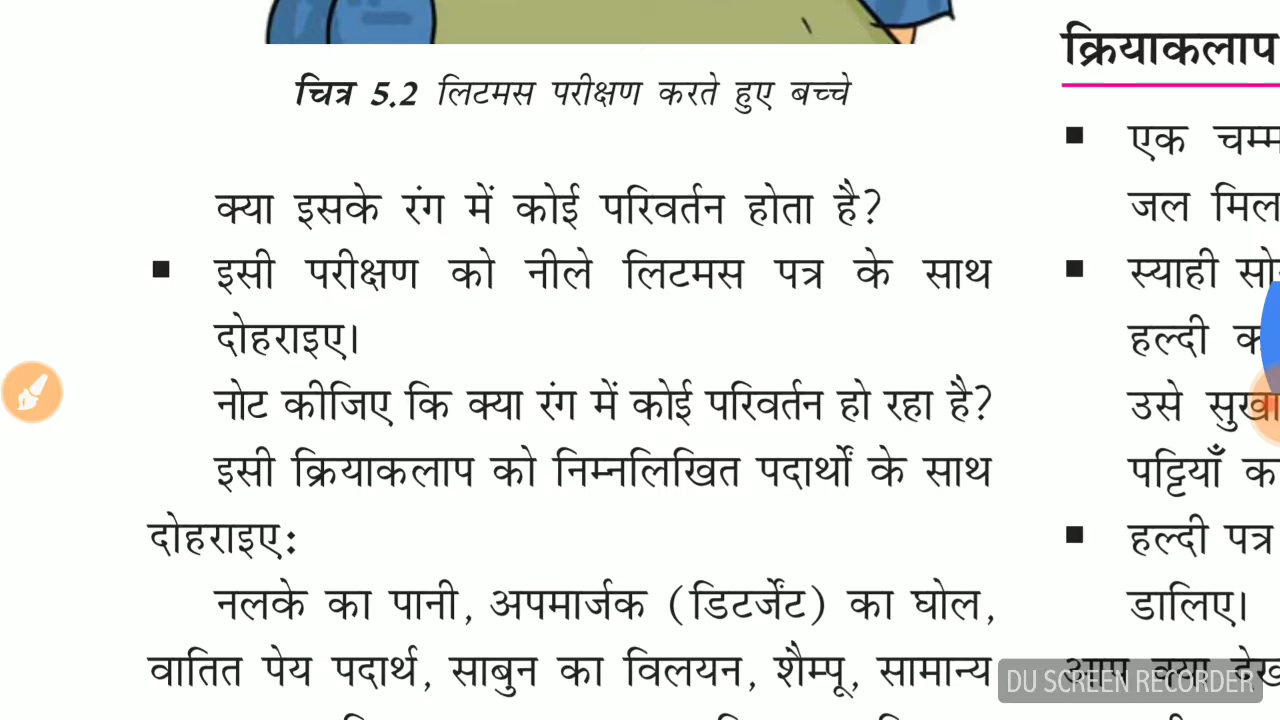 चित्र 5.2 लिटमस परीक्षण करते हुए बच्चे
क्या इसके रंग में कोई परिवर्तन होता है?
■ इसी परीक्षण को नीले लिटमस पत्र के साथ
दोहराइए।
नोट कीजिए कि क्या रंग में कोई परिवर्तन हो रहा है?
इसी क्रियाकलाप को निम्नलिखित पदार्थों के साथ
दोहराइए:
नलके का पानी, अपमार्जक (डिटर्जेंट) का घोल,
वातित पेय पदार्थ, साबुन का विलयन, शैम्पू, सामान्य
क्रियाकलाप
■ एक
जल
■ स्याही
हल्दी
उसे
पट्टियाँ
■ हल्दी पत्र
डालिए।
आप क्या
DU SCREEN RECORDER